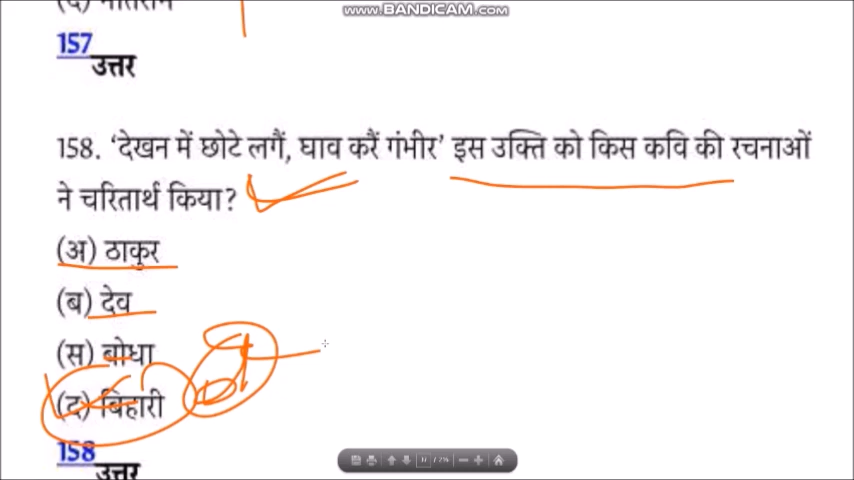 www.BANDICAM.com
157
उत्तर
158. ‘देखन में छोटे लगैं, घाव करैं गंभीर’ इस उक्ति को किस कवि की रचनाओं
ने चरितार्थ किया?
(अ) ठाकुर
(ब) देव
(स) बोधा
(द) बिहारी
158
उत्तर